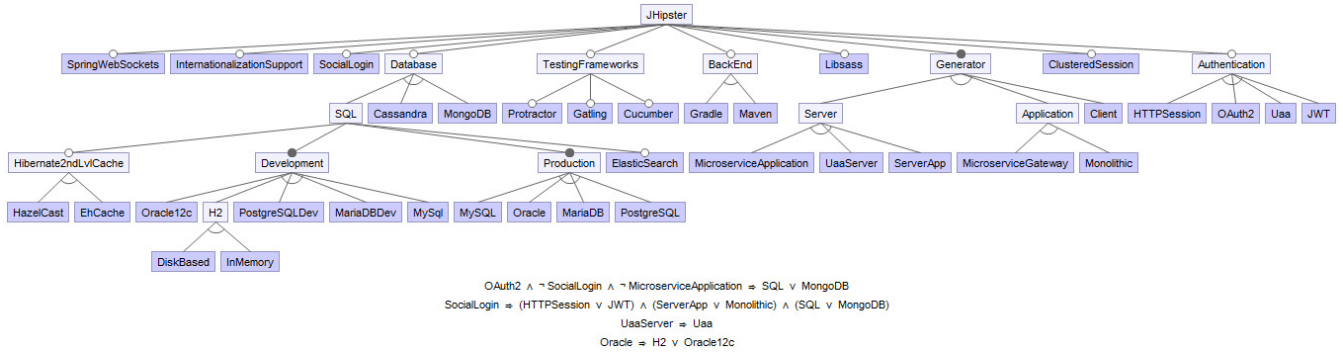 JHipster
SpringWebSockets InternationalizationSupport SocialLogin Database TestingFrameworks BackEnd Libsass Generator ClusteredSession Authentication
SQL Cassandra MongoDB Protractor Gatling Cucumber Gradle Maven Server Application Client HTTPSession OAuth2 Uaa JWT
Hibernate2ndLvlCache Development Production ElasticSearch MicroserviceApplication UaaServer ServerApp MicroserviceGateway Monolithic
HazelCast EhCache Oracle12c H2 PostgreSQLDev MariaDBDev MySql MySQL Oracle MariaDB PostgreSQL
DiskBased InMemory
OAuth2 ∧ ¬ SocialLogin ∧ ¬ MicroserviceApplication ⇒ SQL ∨ MongoDB
SocialLogin ⇒ (HTTPSession ∨ JWT) ∧ (ServerApp ∨ Monolithic) ∧ (SQL ∨ MongoDB)
UaaServer ⇒ Uaa
Oracle ⇒ H2 ∨ Oracle12c